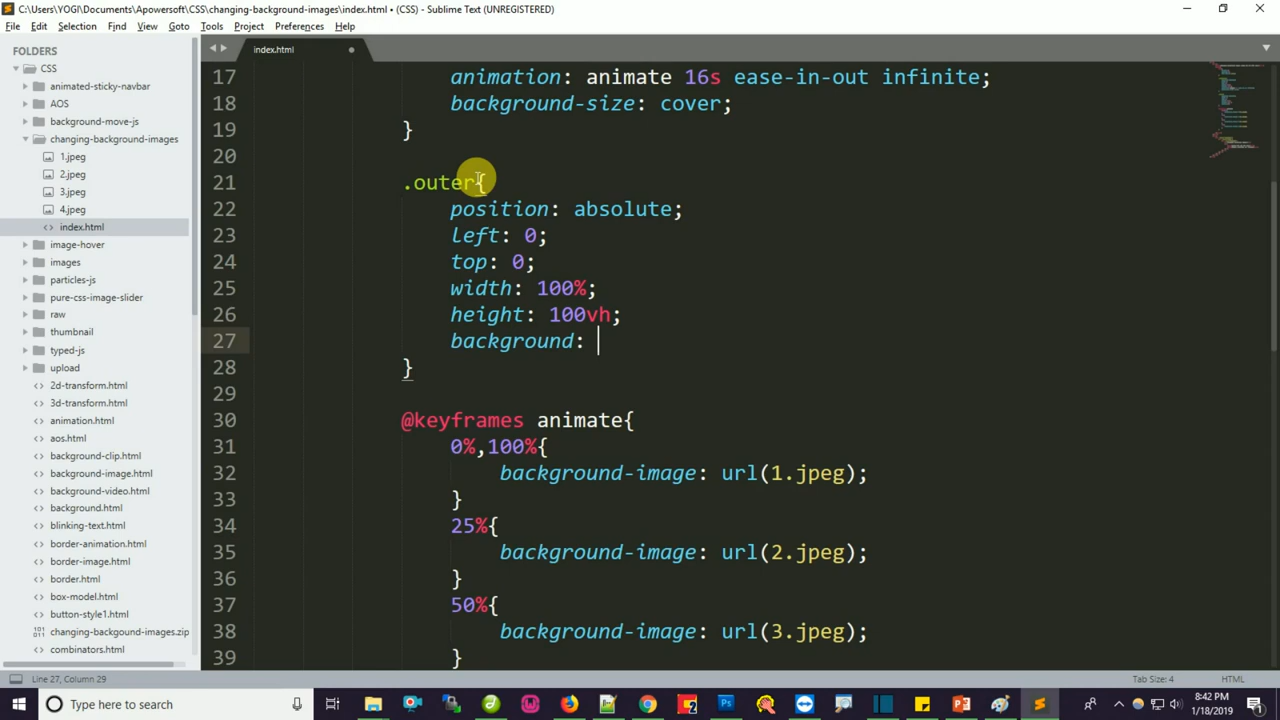 C:\Users\YOGI\Documents\Apowersoft\CSS\changing-background-images\index.html • (CSS) - Sublime Text (UNREGISTERED)
File Edit Selection Find View Goto Tools Project Preferences Help
FOLDERS
CSS
animated-sticky-navbar
AOS
background-move-js
changing-background-images
1.jpeg
2.jpeg
3.jpeg
4.jpeg
index.html
image-hover
images
particles-js
pure-css-image-slider
raw
thumbnail
typed-js
upload
2d-transform.html
3d-transform.html
animation.html
aos.html
background-clip.html
background-image.html
background-video.html
background.html
blinking-text.html
border-animation.html
border-image.html
border.html
box-model.html
button-style1.html
changing-backgound-images.zip
combinators.html
index.html
17 animation: animate 16s ease-in-out infinite;
18 background-size: cover;
19 }
20
21 .outer{
22 position: absolute;
23 left: 0;
24 top: 0;
25 width: 100%;
26 height: 100vh;
27 background:
28 }
29
30 @keyframes animate{
31 0%,100%{
32 background-image: url(1.jpeg);
33 }
34 25%{
35 background-image: url(2.jpeg);
36 }
37 50%{
38 background-image: url(3.jpeg);
39 }
Line 27, Column 29 Tab Size: 4 HTML
Type here to search
8:42 PM
1/18/2019